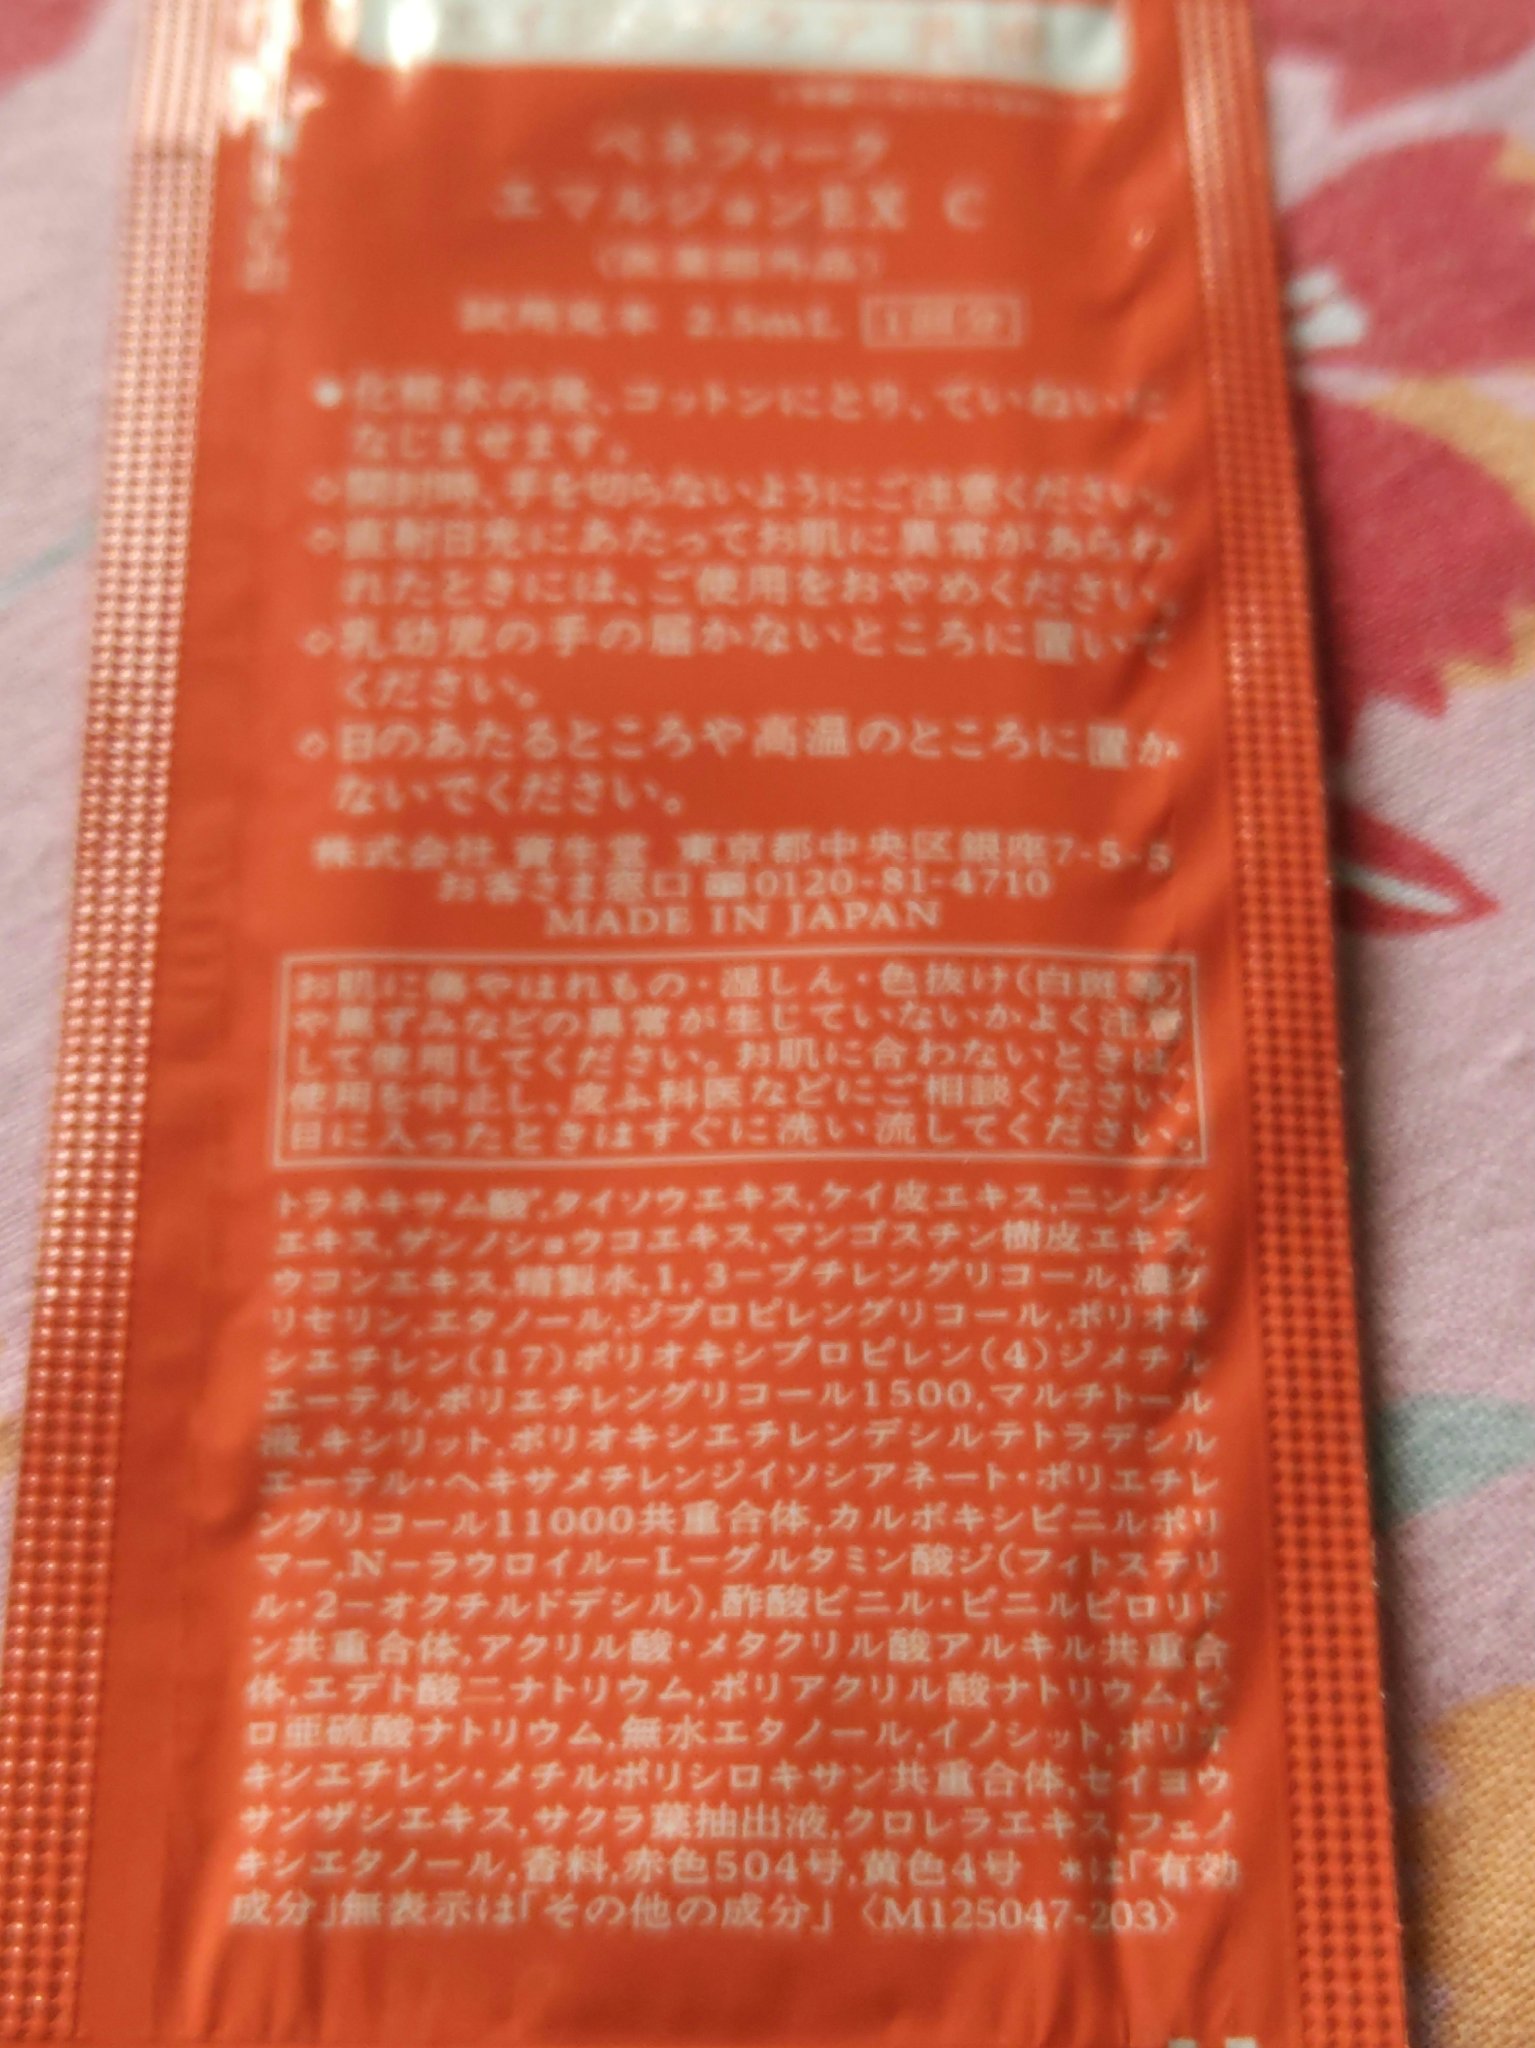 ベネフィーク
エマルジョンEX C
(医薬部外品)
試用見本 2.5mL 1回分
●化粧水の後、コットンにとり、ていねいに
なじませます。
◇開封時、手を切らないようにご注意ください。
◇直射日光にあたってお肌に異常があらわ
れたときには、ご使用をおやめください。
◇乳幼児の手の届かないところに置いて
ください。
◇日のあたるところや高温のところに置か
ないでください。
株式会社 資生堂 東京都中央区銀座7-5-5
お客さま窓口 0120-81-4710
MADE IN JAPAN
お肌に傷やはれもの・湿しん・色抜け(白斑等)
や黒ずみなどの異常が生じていないかよく注意
して使用してください。お肌に合わないときは、
使用を中止し、皮ふ科医などにご相談ください。
目に入ったときはすぐに洗い流してください。
トラネキサム酸*,タイソウエキス,ケイ皮エキス,ニンジン
エキス,ゲンノショウコエキス,マンゴスチン樹皮エキス,
ウコンエキス,精製水,1,3-ブチレングリコール,濃グ
リセリン,エタノール,ジプロピレングリコール,ポリオキ
シエチレン(17)ポリオキシプロピレン(4)ジメチル
エーテル,ポリエチレングリコール1500,マルチトール
液,キシリット,ポリオキシエチレンデシルテトラデシル
エーテル・ヘキサメチレンジイソシアネート・ポリエチレ
ングリコール11000共重合体,カルボキシビニルポリ
マー,N-ラウロイル-L-グルタミン酸ジ(フィトステリ
ル・2-オクチルドデシル),酢酸ビニル・ビニルピロリド
ン共重合体,アクリル酸・メタクリル酸アルキル共重合
体,エデト酸二ナトリウム,ポリアクリル酸ナトリウム,ピ
ロ亜硫酸ナトリウム,無水エタノール,イノシット,ポリオ
キシエチレン・メチルポリシロキサン共重合体,セイヨウ
サンザシエキス,サクラ葉抽出液,クロレラエキス,フェノ
キシエタノール,香料,赤色504号,黄色4号 *は「有効
成分」無表示は「その他の成分」〈M125047-203〉